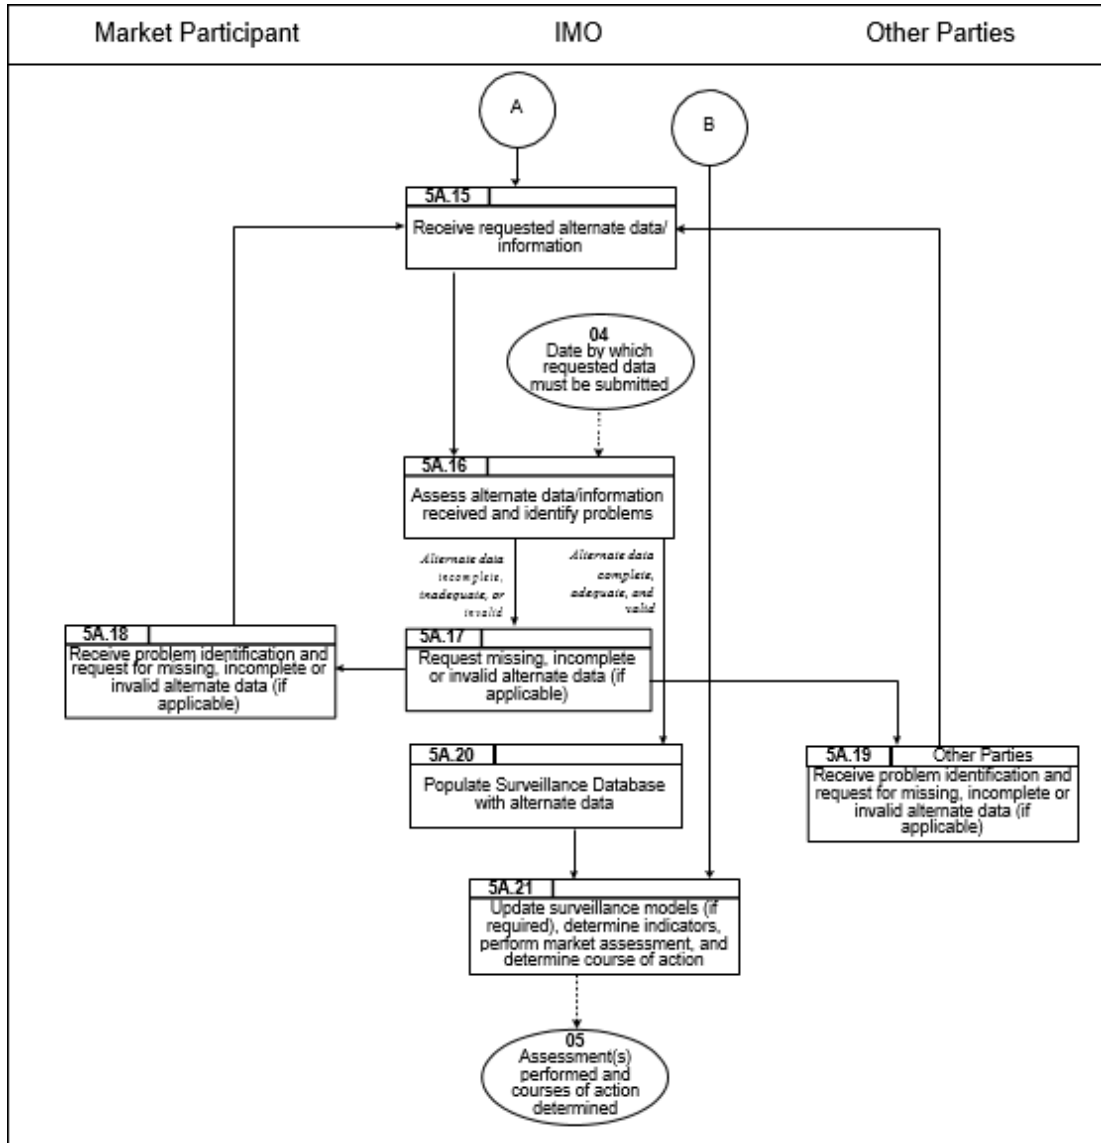 Market Participant
IMO
Other Parties
A
B
5A.15
Receive requested alternate data/
information
04
Date by which
requested data
must be submitted
5A.16
Assess alternate data/information
received and identify problems
Alternate data
incomplete,
inadequate, or
invalid
Alternate data
complete,
adequate, and
valid
5A.18
Receive problem identification and
request for missing, incomplete or
invalid alternate data (if
applicable)
5A.17
Request missing, incomplete
or invalid alternate data (if
applicable)
5A.20
Populate Surveillance Database
with alternate data
5A.19
Other Parties
Receive problem identification and
request for missing, incomplete or
invalid alternate data (if
applicable)
5A.21
Update surveillance models (if
required), determine indicators,
perform market assessment, and
determine course of action
05
Assessment(s)
performed and
courses of action
determined